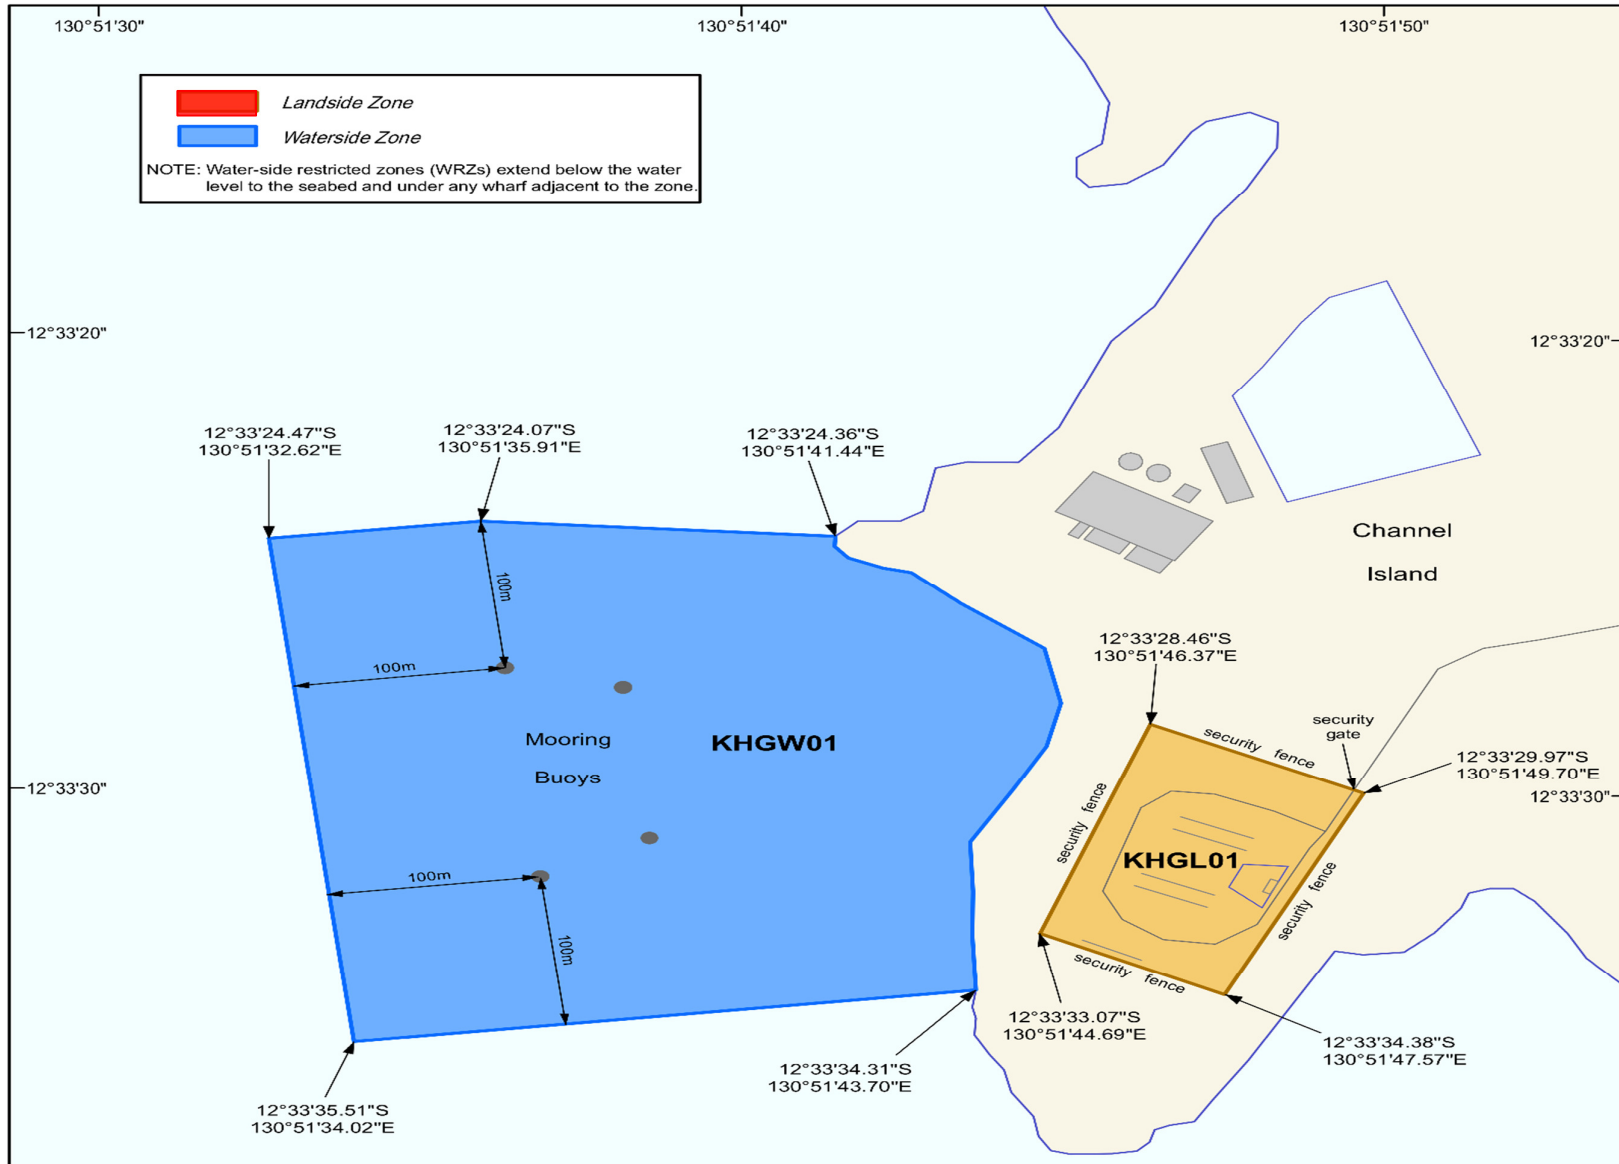 130°51'30"
130°51'40"
130°51'50"
Landside Zone
Waterside Zone
NOTE: Water-side restricted zones (WRZs) extend below the water
level to the seabed and under any wharf adjacent to the zone.
12°33'20"
12°33'20"
12°33'24.47"S
130°51'32.62"E
12°33'24.07"S
130°51'35.91"E
12°33'24.36"S
130°51'41.44"E
Channel
Island
100m
100m
12°33'28.46"S
130°51'46.37"E
security
gate
security fence
Mooring
Buoys
KHGW01
12°33'29.97"S
130°51'49.70"E
12°33'30"
12°33'30"
security fence
KHGL01
security fence
100m
100m
security fence
12°33'33.07"S
130°51'44.69"E
12°33'34.38"S
130°51'47.57"E
12°33'34.31"S
130°51'43.70"E
12°33'35.51"S
130°51'34.02"E